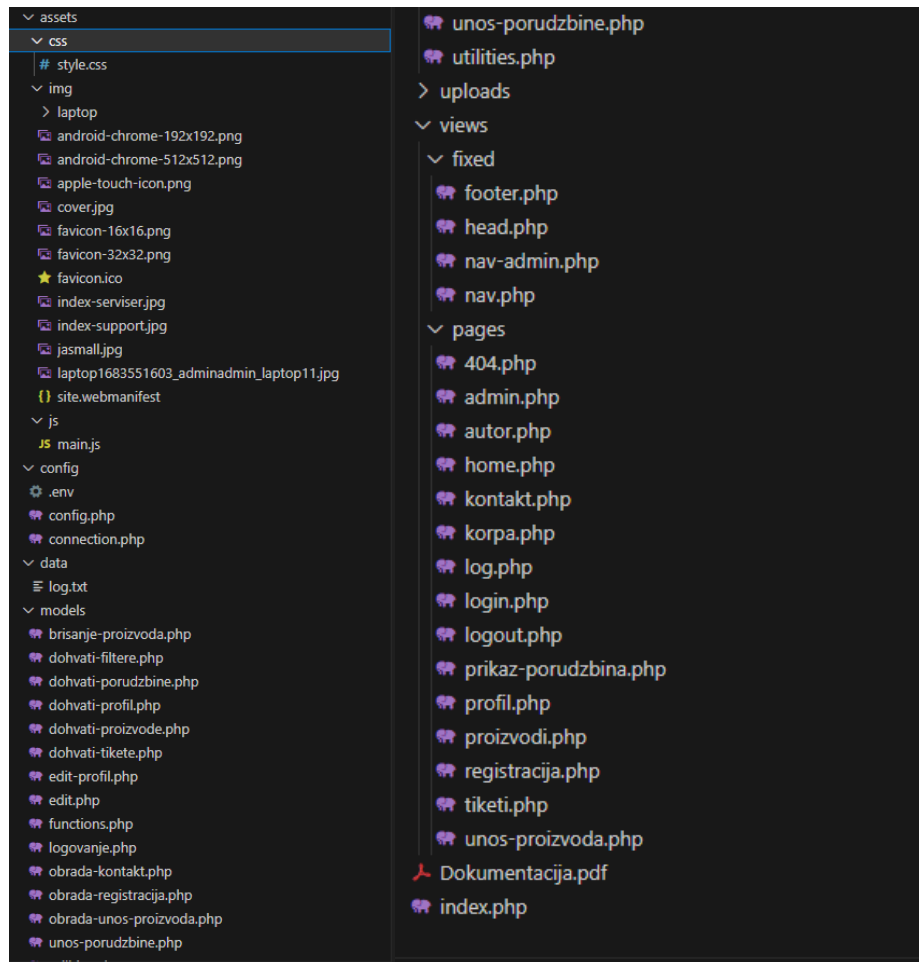 assets
css
# style.css
img
laptop
android-chrome-192x192.png
android-chrome-512x512.png
apple-touch-icon.png
cover.jpg
favicon-16x16.png
favicon-32x32.png
favicon.ico
index-serviser.jpg
index-support.jpg
jasmall.jpg
laptop1683551603_adminadmin_laptop11.jpg
{} site.webmanifest
js
JS main.js
config
.env
config.php
connection.php
data
log.txt
models
brisanje-proizvoda.php
dohvati-filtere.php
dohvati-porudzbine.php
dohvati-profil.php
dohvati-proizvode.php
dohvati-tikete.php
edit-profil.php
edit.php
functions.php
logovanje.php
obrada-kontakt.php
obrada-registracija.php
obrada-unos-proizvoda.php
unos-porudzbine.php
unos-porudzbine.php
utilities.php
uploads
views
fixed
footer.php
head.php
nav-admin.php
nav.php
pages
404.php
admin.php
autor.php
home.php
kontakt.php
korpa.php
log.php
login.php
logout.php
prikaz-porudzbina.php
profil.php
proizvodi.php
registracija.php
tiketi.php
unos-proizvoda.php
Dokumentacija.pdf
index.php